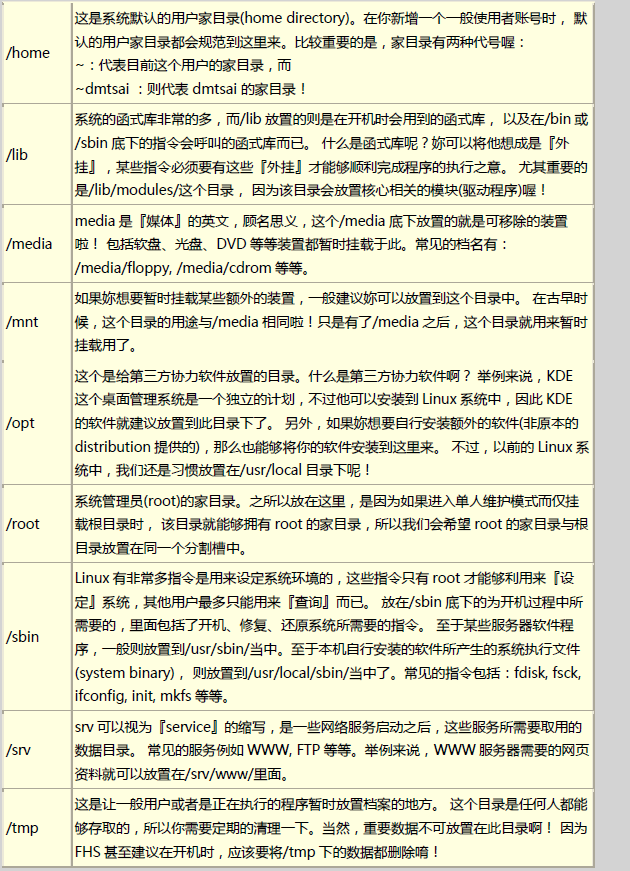 /home
这是系统默认的用户家目录(home directory)。在你新增一个一般使用者账号时， 默
认的用户家目录都会规范到这里来。比较重要的是，家目录有两种代号喔：
~：代表目前这个用户的家目录，而
~dmtsai ：则代表 dmtsai 的家目录！
/lib
系统的函式库非常的多，而/lib 放置的则是在开机时会用到的函式库， 以及在/bin 或
/sbin 底下的指令会呼叫的函式库而已。 什么是函式库呢？妳可以将他想成是『外
挂』，某些指令必须要有这些『外挂』才能够顺利完成程序的执行之意。 尤其重要的
是/lib/modules/这个目录， 因为该目录会放置核心相关的模块(驱动程序)喔！
/media
media 是『媒体』的英文，顾名思义，这个/media 底下放置的就是可移除的装置
啦！ 包括软盘、光盘、DVD 等等装置都暂时挂载于此。常见的档名有：
/media/floppy, /media/cdrom 等等。
/mnt
如果妳想要暂时挂载某些额外的装置，一般建议妳可以放置到这个目录中。 在古早时
候，这个目录的用途与/media 相同啦！只是有了/media 之后，这个目录就用来暂时
挂载用了。
/opt
这个是给第三方协力软件放置的目录。什么是第三方协力软件啊？ 举例来说，KDE
这个桌面管理系统是一个独立的计划，不过他可以安装到 Linux 系统中，因此 KDE
的软件就建议放置到此目录下了。 另外，如果妳想要自行安装额外的软件(非原本的
distribution 提供的)，那么也能够将你的软件安装到这里来。 不过，以前的 Linux 系
统中，我们还是习惯放置在/usr/local 目录下呢！
/root
系统管理员(root)的家目录。之所以放在这里，是因为如果进入单人维护模式而仅挂
载根目录时， 该目录就能够拥有 root 的家目录，所以我们会希望 root 的家目录与根
目录放置在同一个分割槽中。
/sbin
Linux 有非常多指令是用来设定系统环境的，这些指令只有 root 才能够利用来『设
定』系统，其他用户最多只能用来『查询』而已。 放在/sbin 底下的为开机过程中所
需要的，里面包括了开机、修复、还原系统所需要的指令。 至于某些服务器软件程
序，一般则放置到/usr/sbin/当中。至于本机自行安装的软件所产生的系统执行文件
(system binary)， 则放置到/usr/local/sbin/当中了。常见的指令包括：fdisk, fsck,
ifconfig, init, mkfs 等等。
/srv
srv 可以视为『service』的缩写，是一些网络服务启动之后，这些服务所需要取用的
数据目录。 常见的服务例如 WWW, FTP 等等。举例来说，WWW 服务器需要的网页
资料就可以放置在/srv/www/里面。
/tmp
这是让一般用户或者是正在执行的程序暂时放置档案的地方。 这个目录是任何人都能
够存取的，所以你需要定期的清理一下。当然，重要数据不可放置在此目录啊！ 因为
FHS 甚至建议在开机时，应该要将/tmp 下的数据都删除唷！